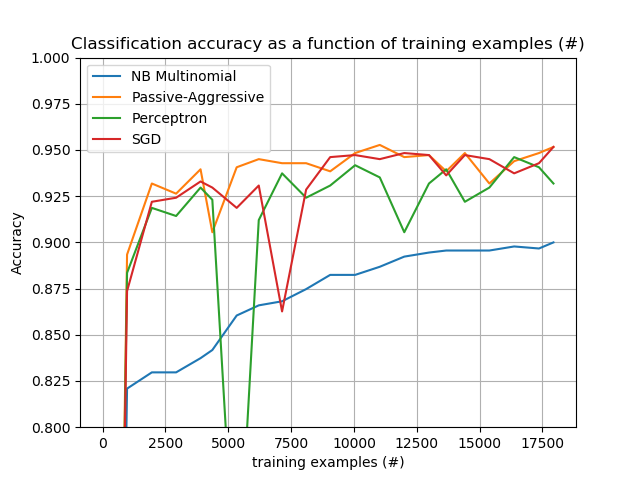 Classification accuracy as a function of training examples (#)
1.000
0.975
0.950
0.925
0.900
0.875
0.850
0.825
0.800
Accuracy
NB Multinomial
Passive-Aggressive
Perceptron
SGD
0 2500 5000 7500 10000 12500 15000 17500
training examples (#)